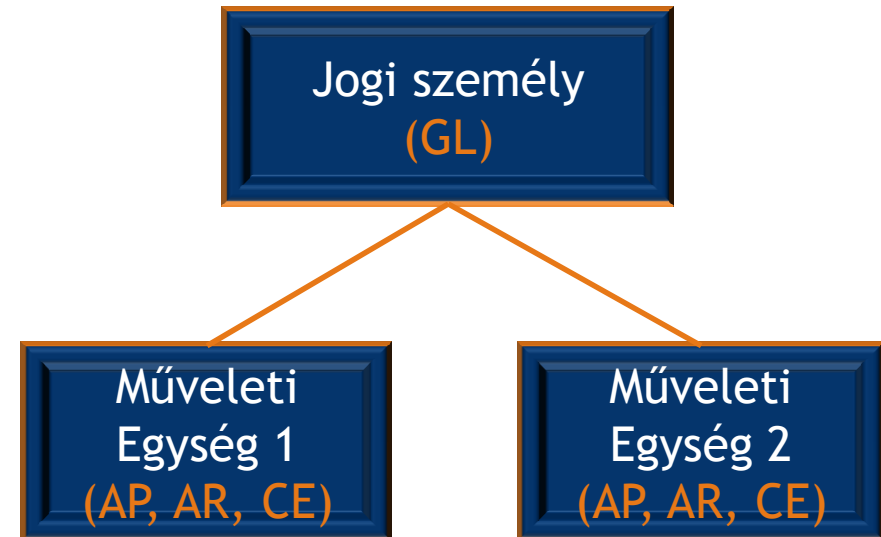 Jogi személy
(GL)
Műveleti
Egység 1
(AP, AR, CE)
Műveleti
Egység 2
(AP, AR, CE)